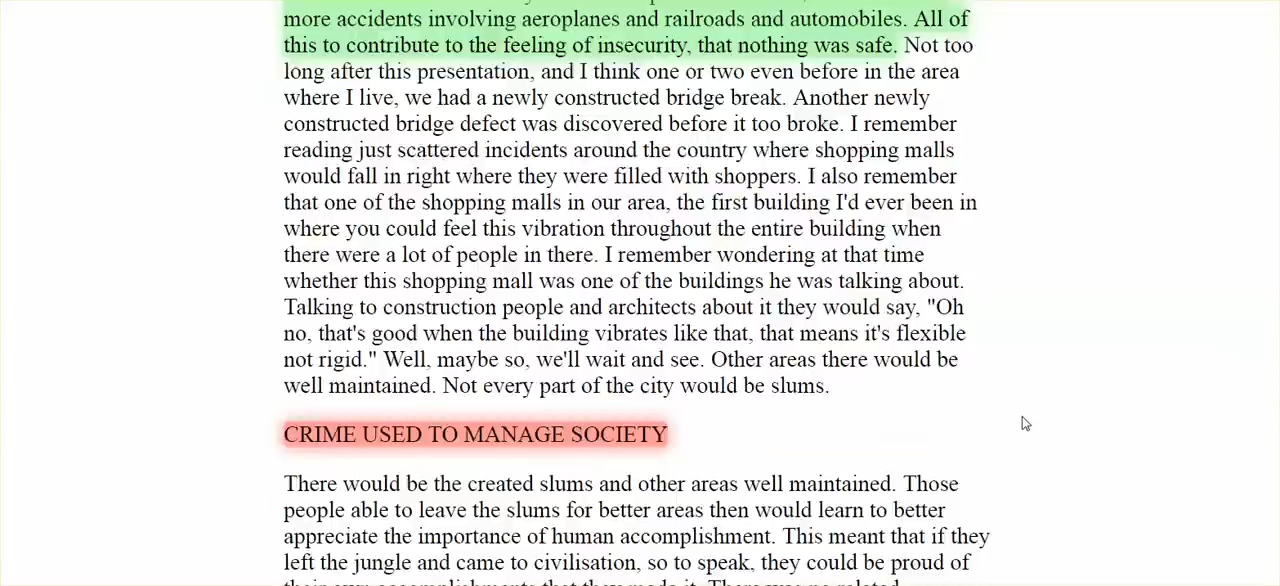 more accidents involving aeroplanes and railroads and automobiles. All of
this to contribute to the feeling of insecurity, that nothing was safe. Not too
long after this presentation, and I think one or two even before in the area
where I live, we had a newly constructed bridge break. Another newly
constructed bridge defect was discovered before it too broke. I remember
reading just scattered incidents around the country where shopping malls
would fall in right where they were filled with shoppers. I also remember
that one of the shopping malls in our area, the first building I'd ever been in
where you could feel this vibration throughout the entire building when
there were a lot of people in there. I remember wondering at that time
whether this shopping mall was one of the buildings he was talking about.
Talking to construction people and architects about it they would say, "Oh
no, that's good when the building vibrates like that, that means it's flexible
not rigid." Well, maybe so, we'll wait and see. Other areas there would be
well maintained. Not every part of the city would be slums.
CRIME USED TO MANAGE SOCIETY
There would be the created slums and other areas well maintained. Those
people able to leave the slums for better areas then would learn to better
appreciate the importance of human accomplishment. This meant that if they
left the jungle and came to civilisation, so to speak, they could be proud of
their own accomplishments that they made it. There was no related